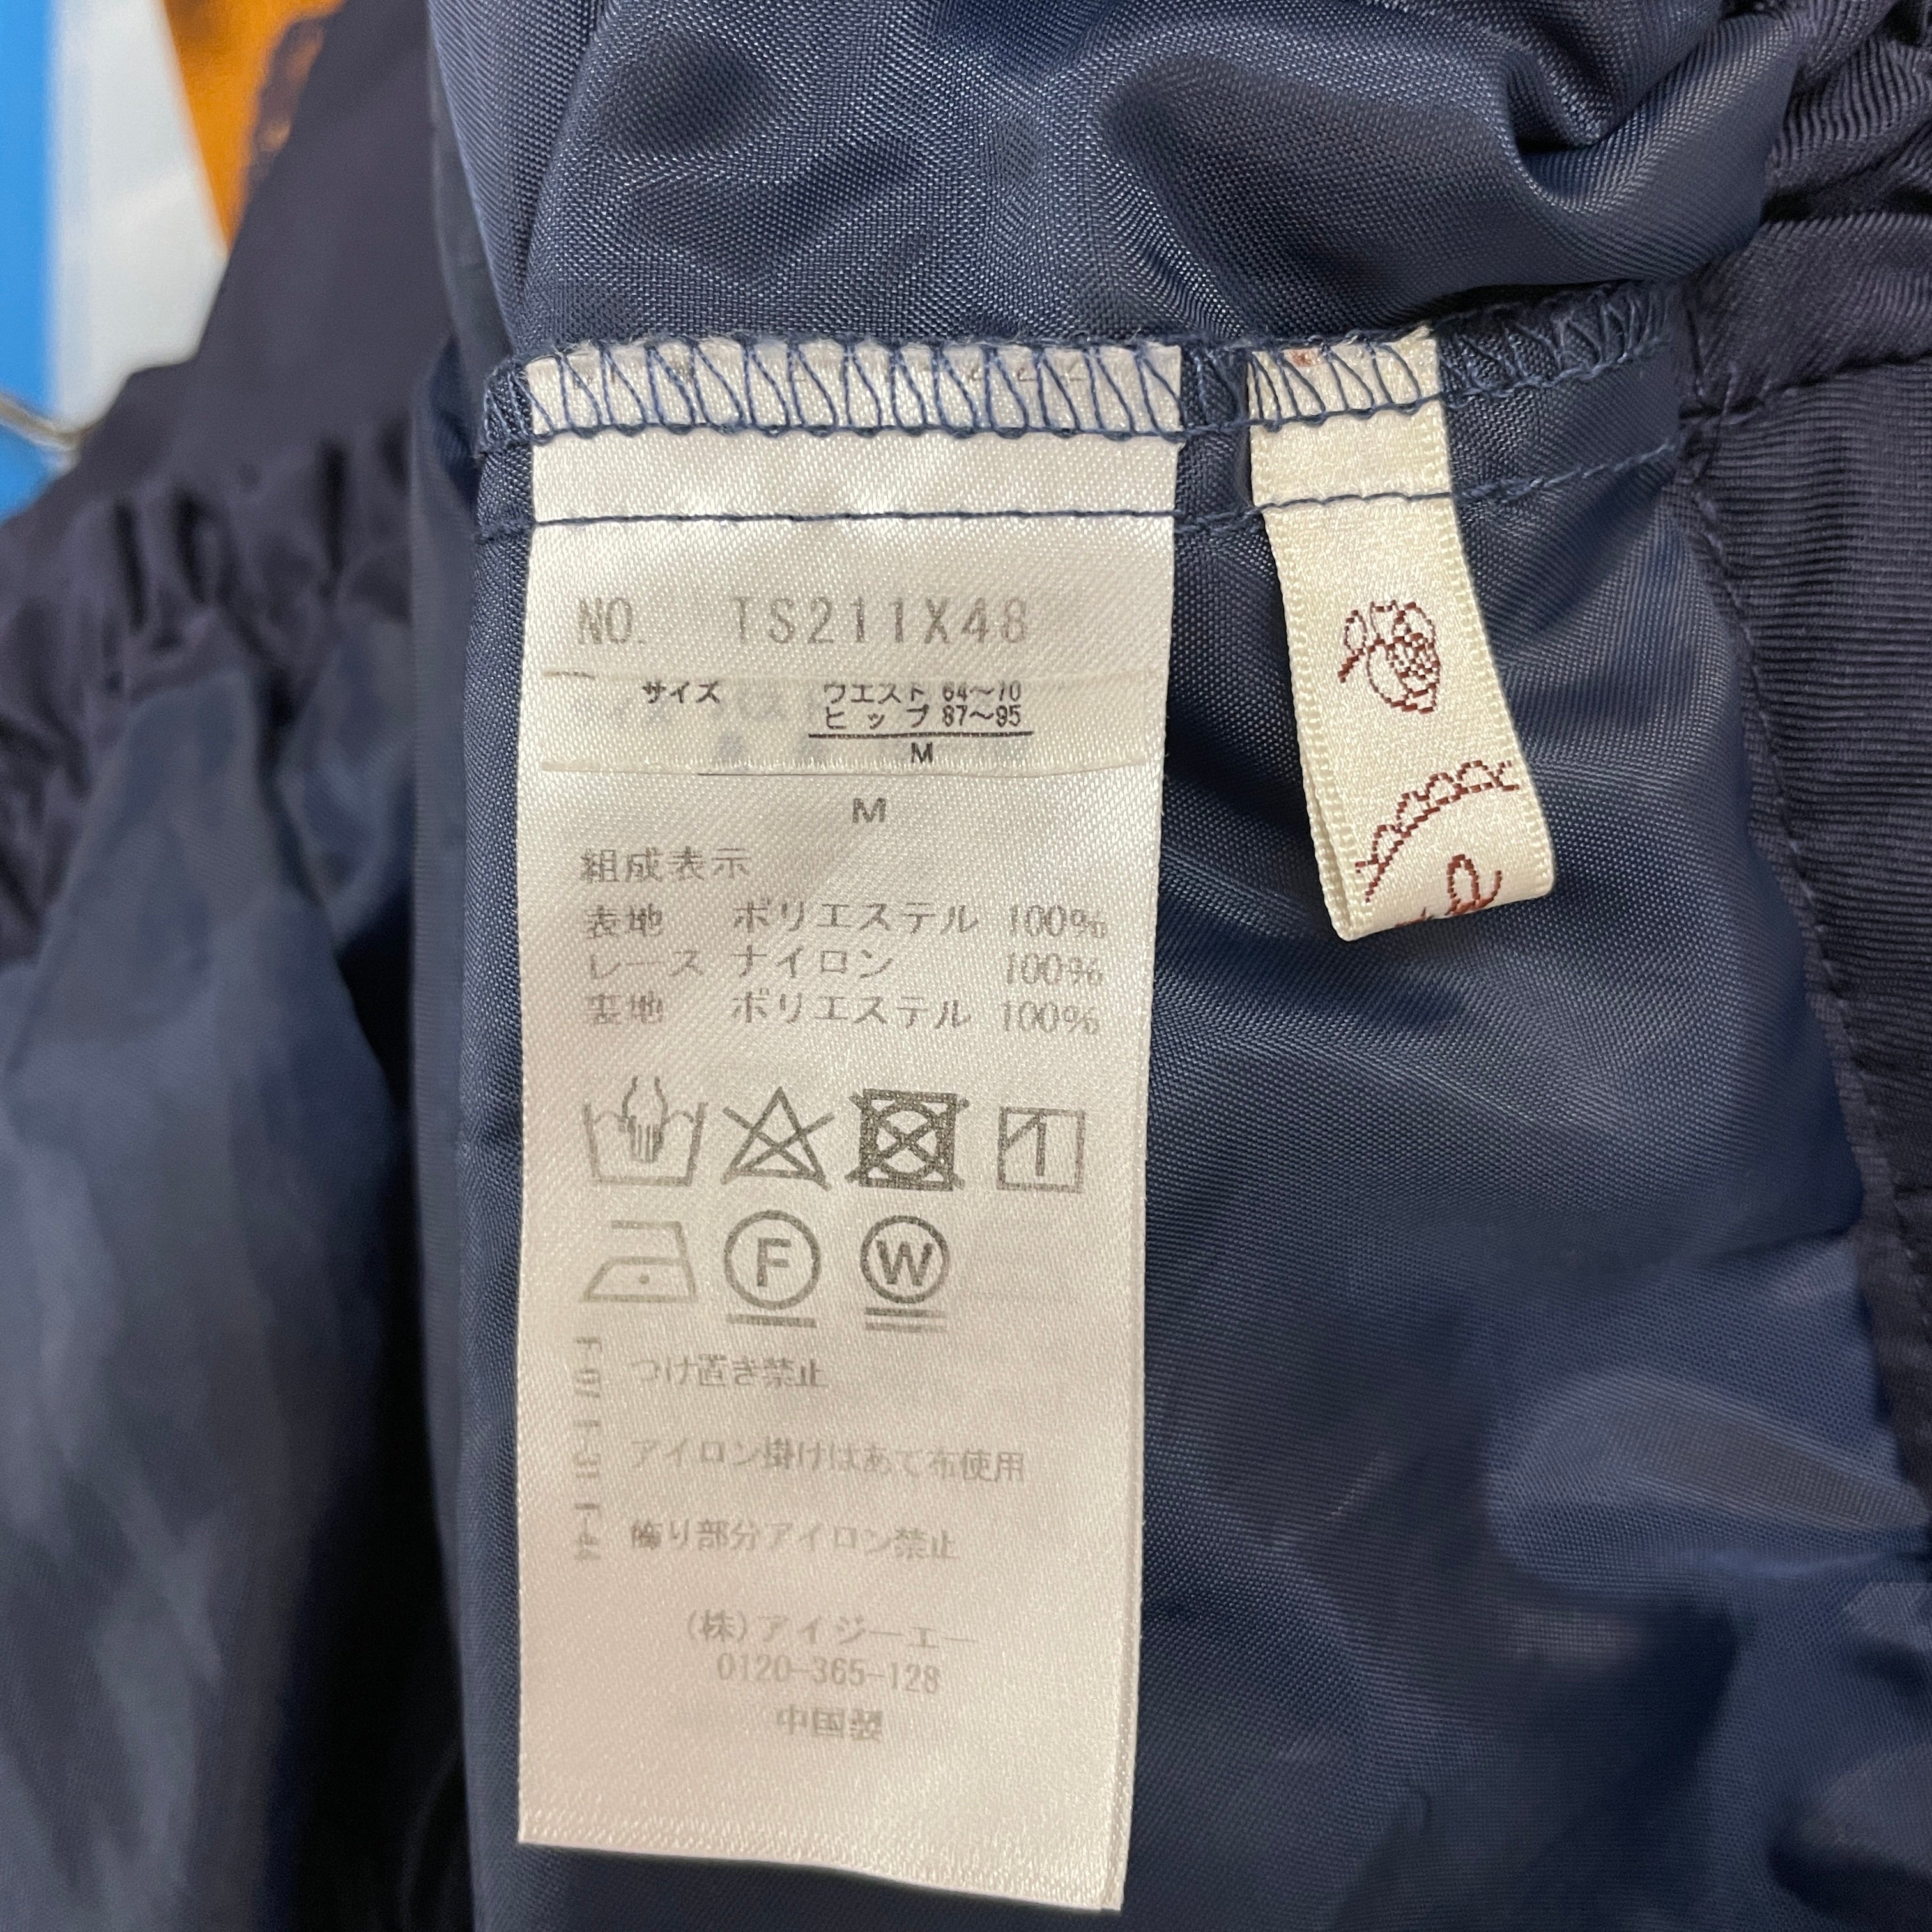 NO. TS211X48
サイズ ウエスト 64～70
ヒップ 87～95
M
M
組成表示
表地 ポリエステル 100%
レース ナイロン 100%
裏地 ポリエステル 100%
F
W
つけ置き禁止
アイロン掛けはあて布使用
飾り部分アイロン禁止
(株)アイジーエー
0120-365-128
中国製